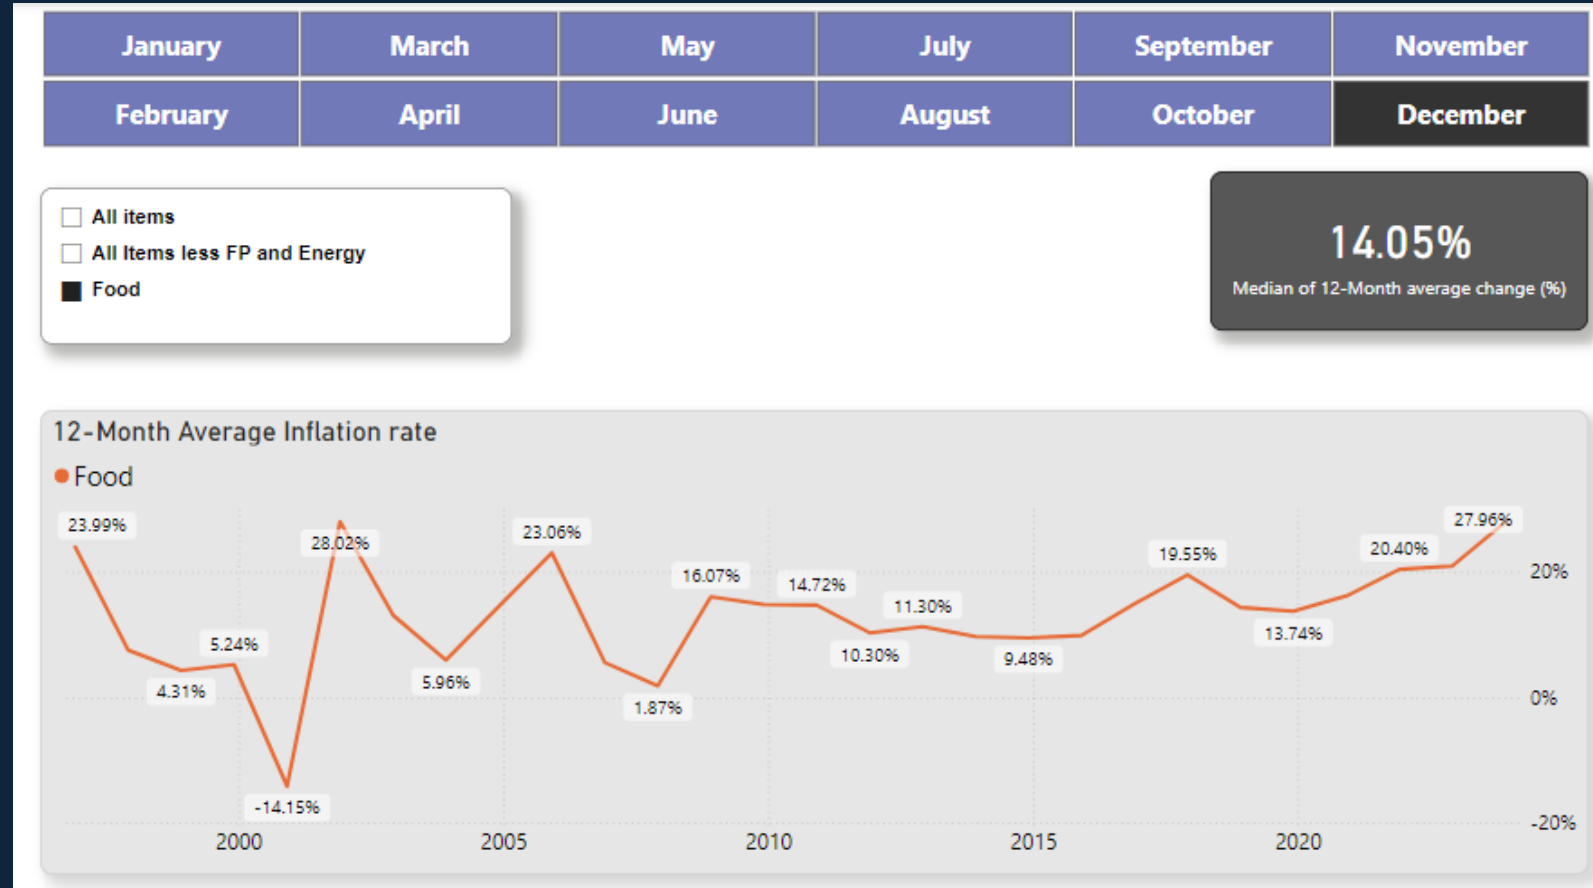 January March May July September November
February April June August October December
All items
All Items less FP and Energy
Food
14.05%
Median of 12-Month average change (%)
12-Month Average Inflation rate
Food
23.99%
28.02%
23.06%
27.96%
20.40%
19.55%
20%
16.07%
14.72%
11.30%
5.24%
13.74%
10.30%
9.48%
5.96%
4.31%
1.87%
0%
-14.15%
-20%
2000 2005 2010 2015 2020